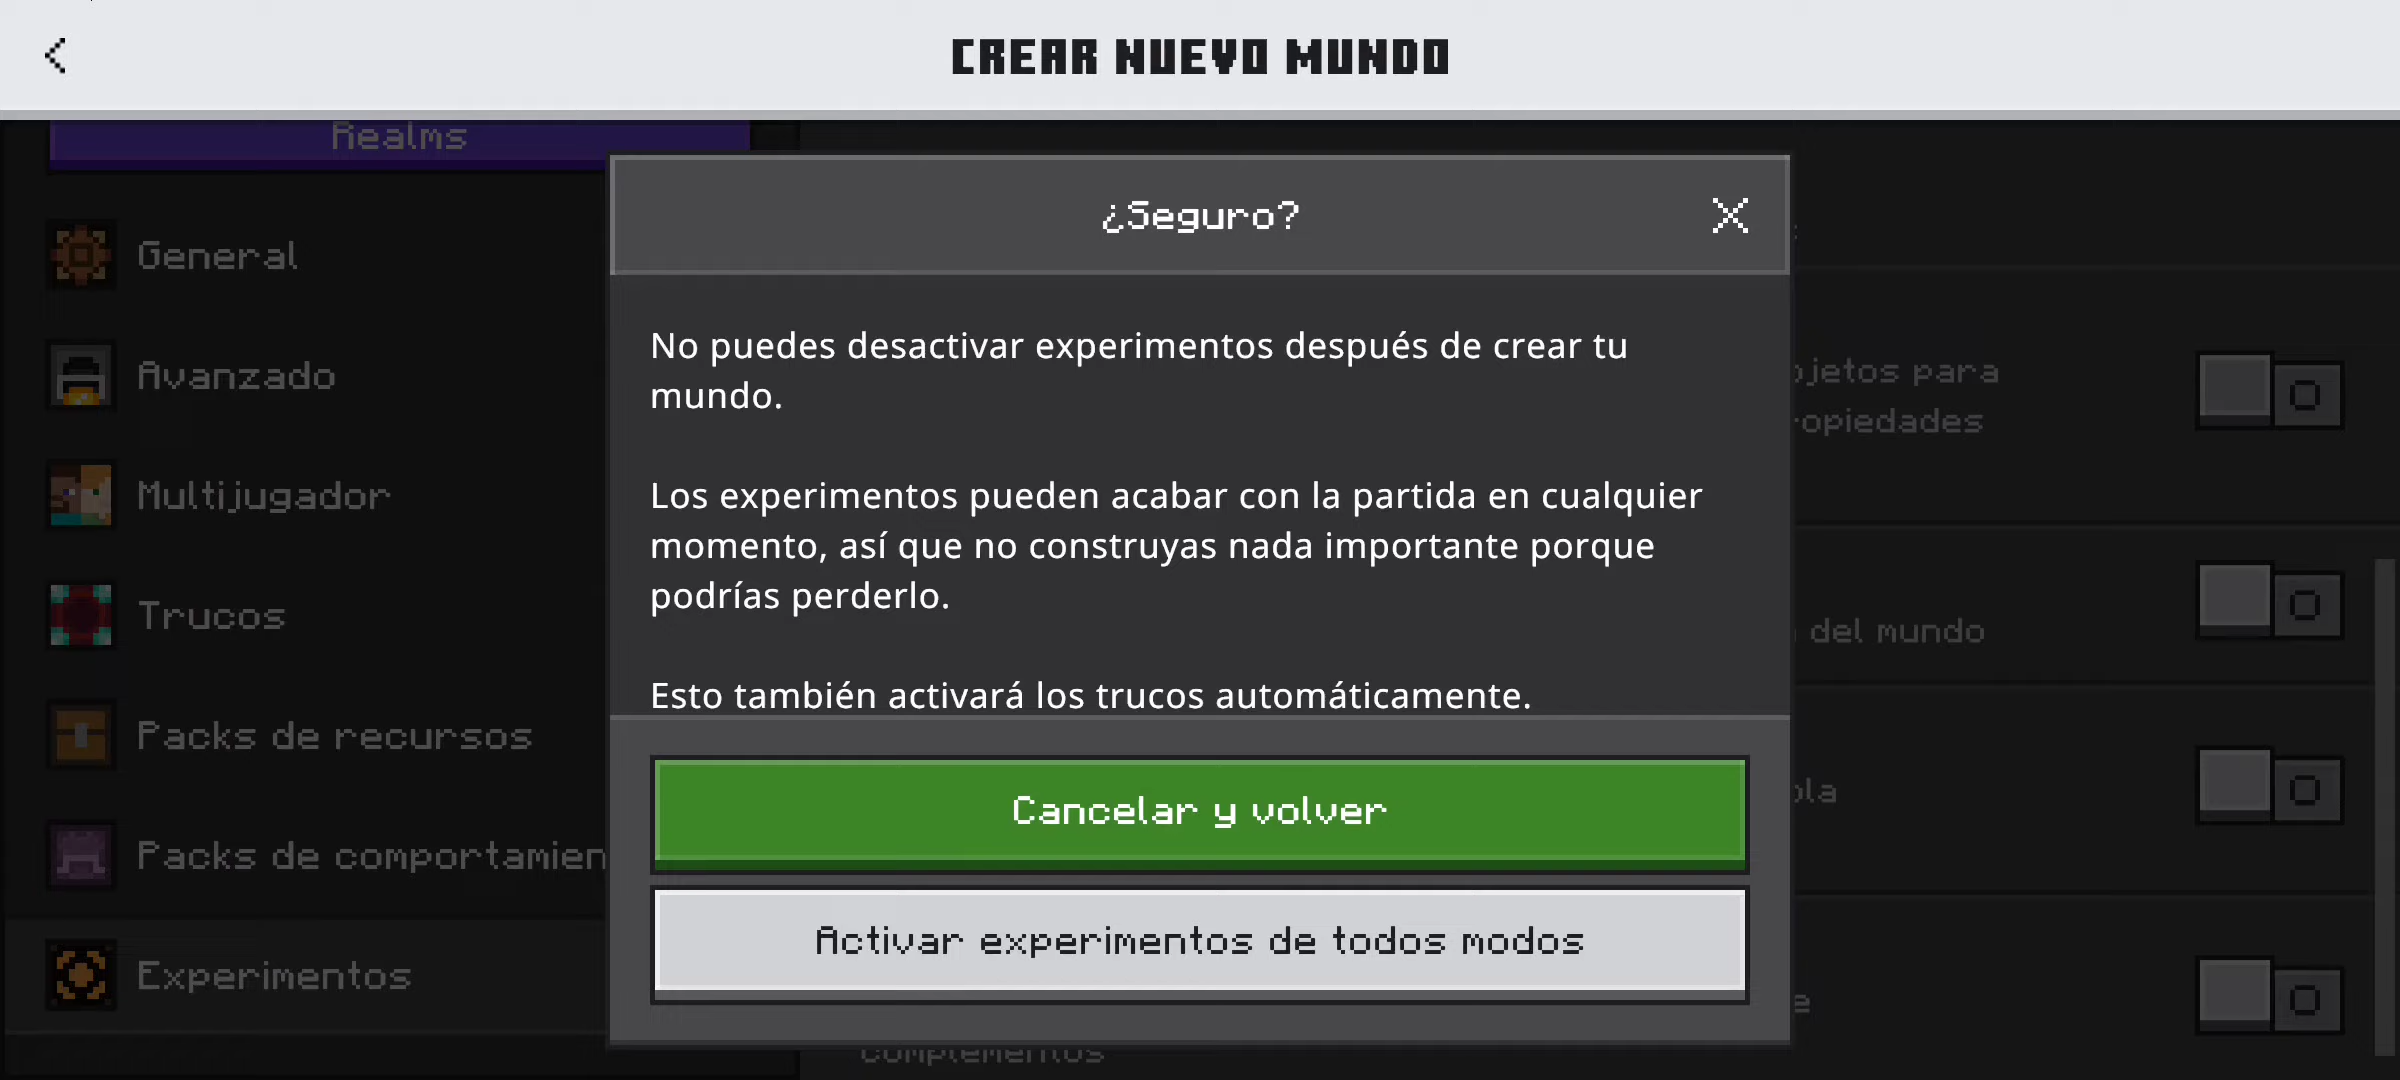 CREAR NUEVO MUNDO
Realms
General
Avanzado
Multijugador
Trucos
Packs de recursos
Packs de comportamien
Experimentos
¿Seguro?
No puedes desactivar experimentos después de crear tu
mundo.
Los experimentos pueden acabar con la partida en cualquier
momento, así que no construyas nada importante porque
podrías perderlo.
Esto también activará los trucos automáticamente.
Cancelar y volver
Activar experimentos de todos modos
para
del mundo
complementos